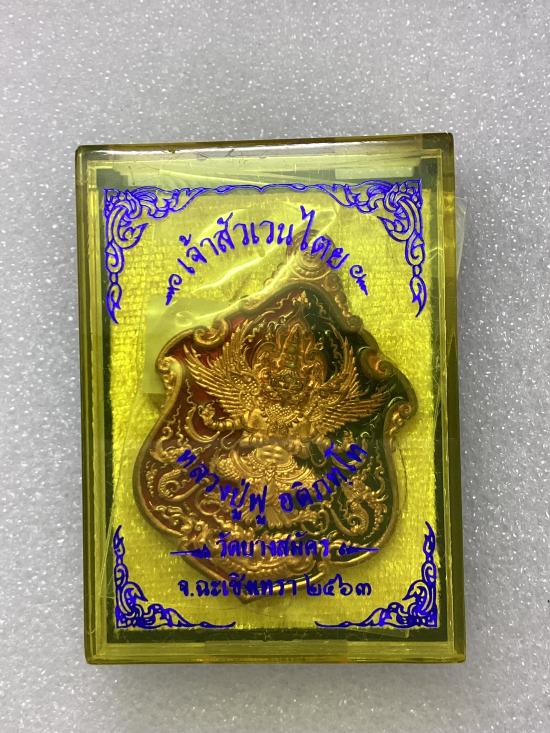 เจ้าสัวเวนไตย
หลวงปู่ฟู อติภทฺโท
วัดบางสมัคร
จ.ฉะเชิงเทรา ๒๕๖๓